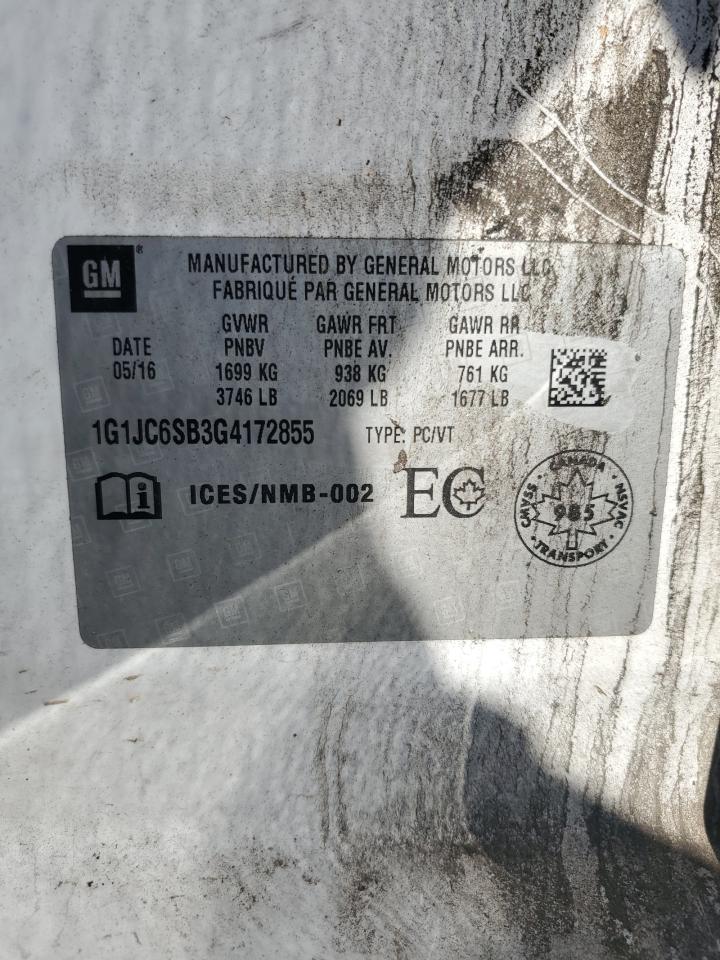 GM ®
MANUFACTURED BY GENERAL MOTORS LLC
FABRIQUÉ PAR GENERAL MOTORS LLC
GVWR GAWR FRT GAWR RR
DATE PNBV PNBE AV. PNBE ARR.
05/16 1699 KG 938 KG 761 KG
3746 LB 2069 LB 1677 LB
1G1JC6SB3G4172855 TYPE: PC/VT
i ICES/NMB-002 EC
CANADA
CMVSS 985 NSVAC
TRANSPORT